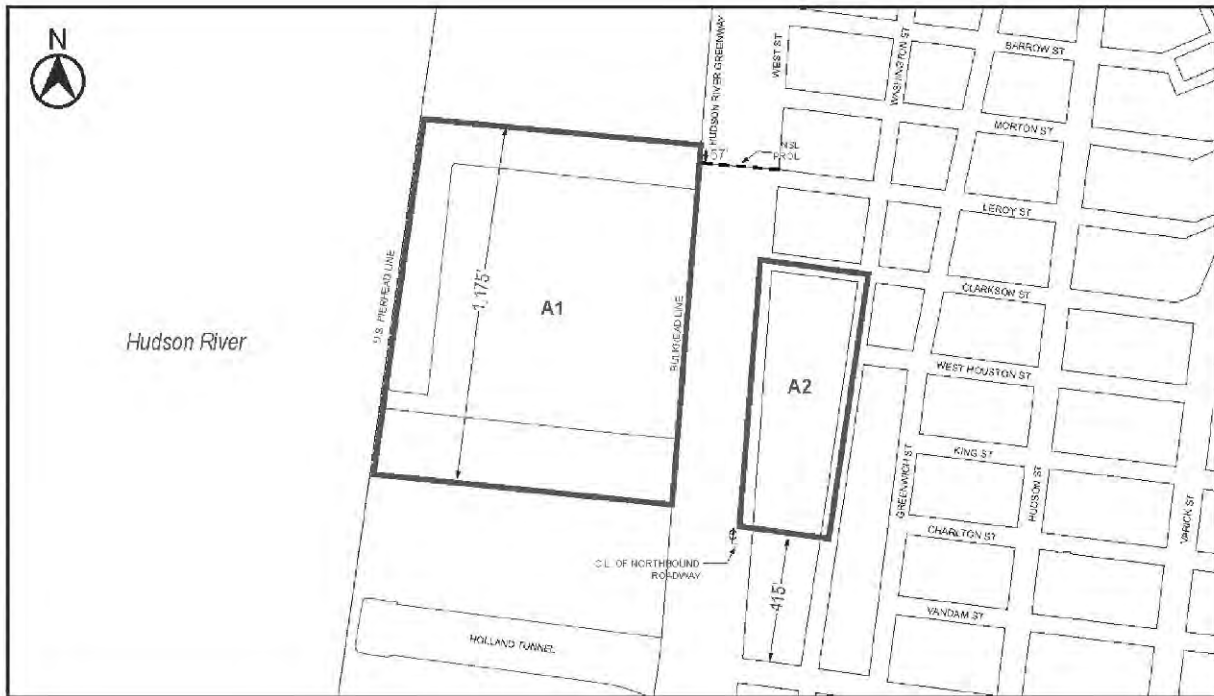 N
Hudson River
U.S. PIERHEAD LINE
1,175'
A1
BULKHEAD LINE
57'
HUDSON RIVER GREENWAY
NSL
PROL
WEST ST
WASHINGTON ST
BARROW ST
MORTON ST
LEROY ST
CLARKSON ST
WEST HOUSTON ST
KING ST
CHARLTON ST
VANDAM ST
GREENWICH ST
HUDSON ST
VARICK ST
A2
C.L. OF NORTHBOUND
ROADWAY
415'
HOLLAND TUNNEL